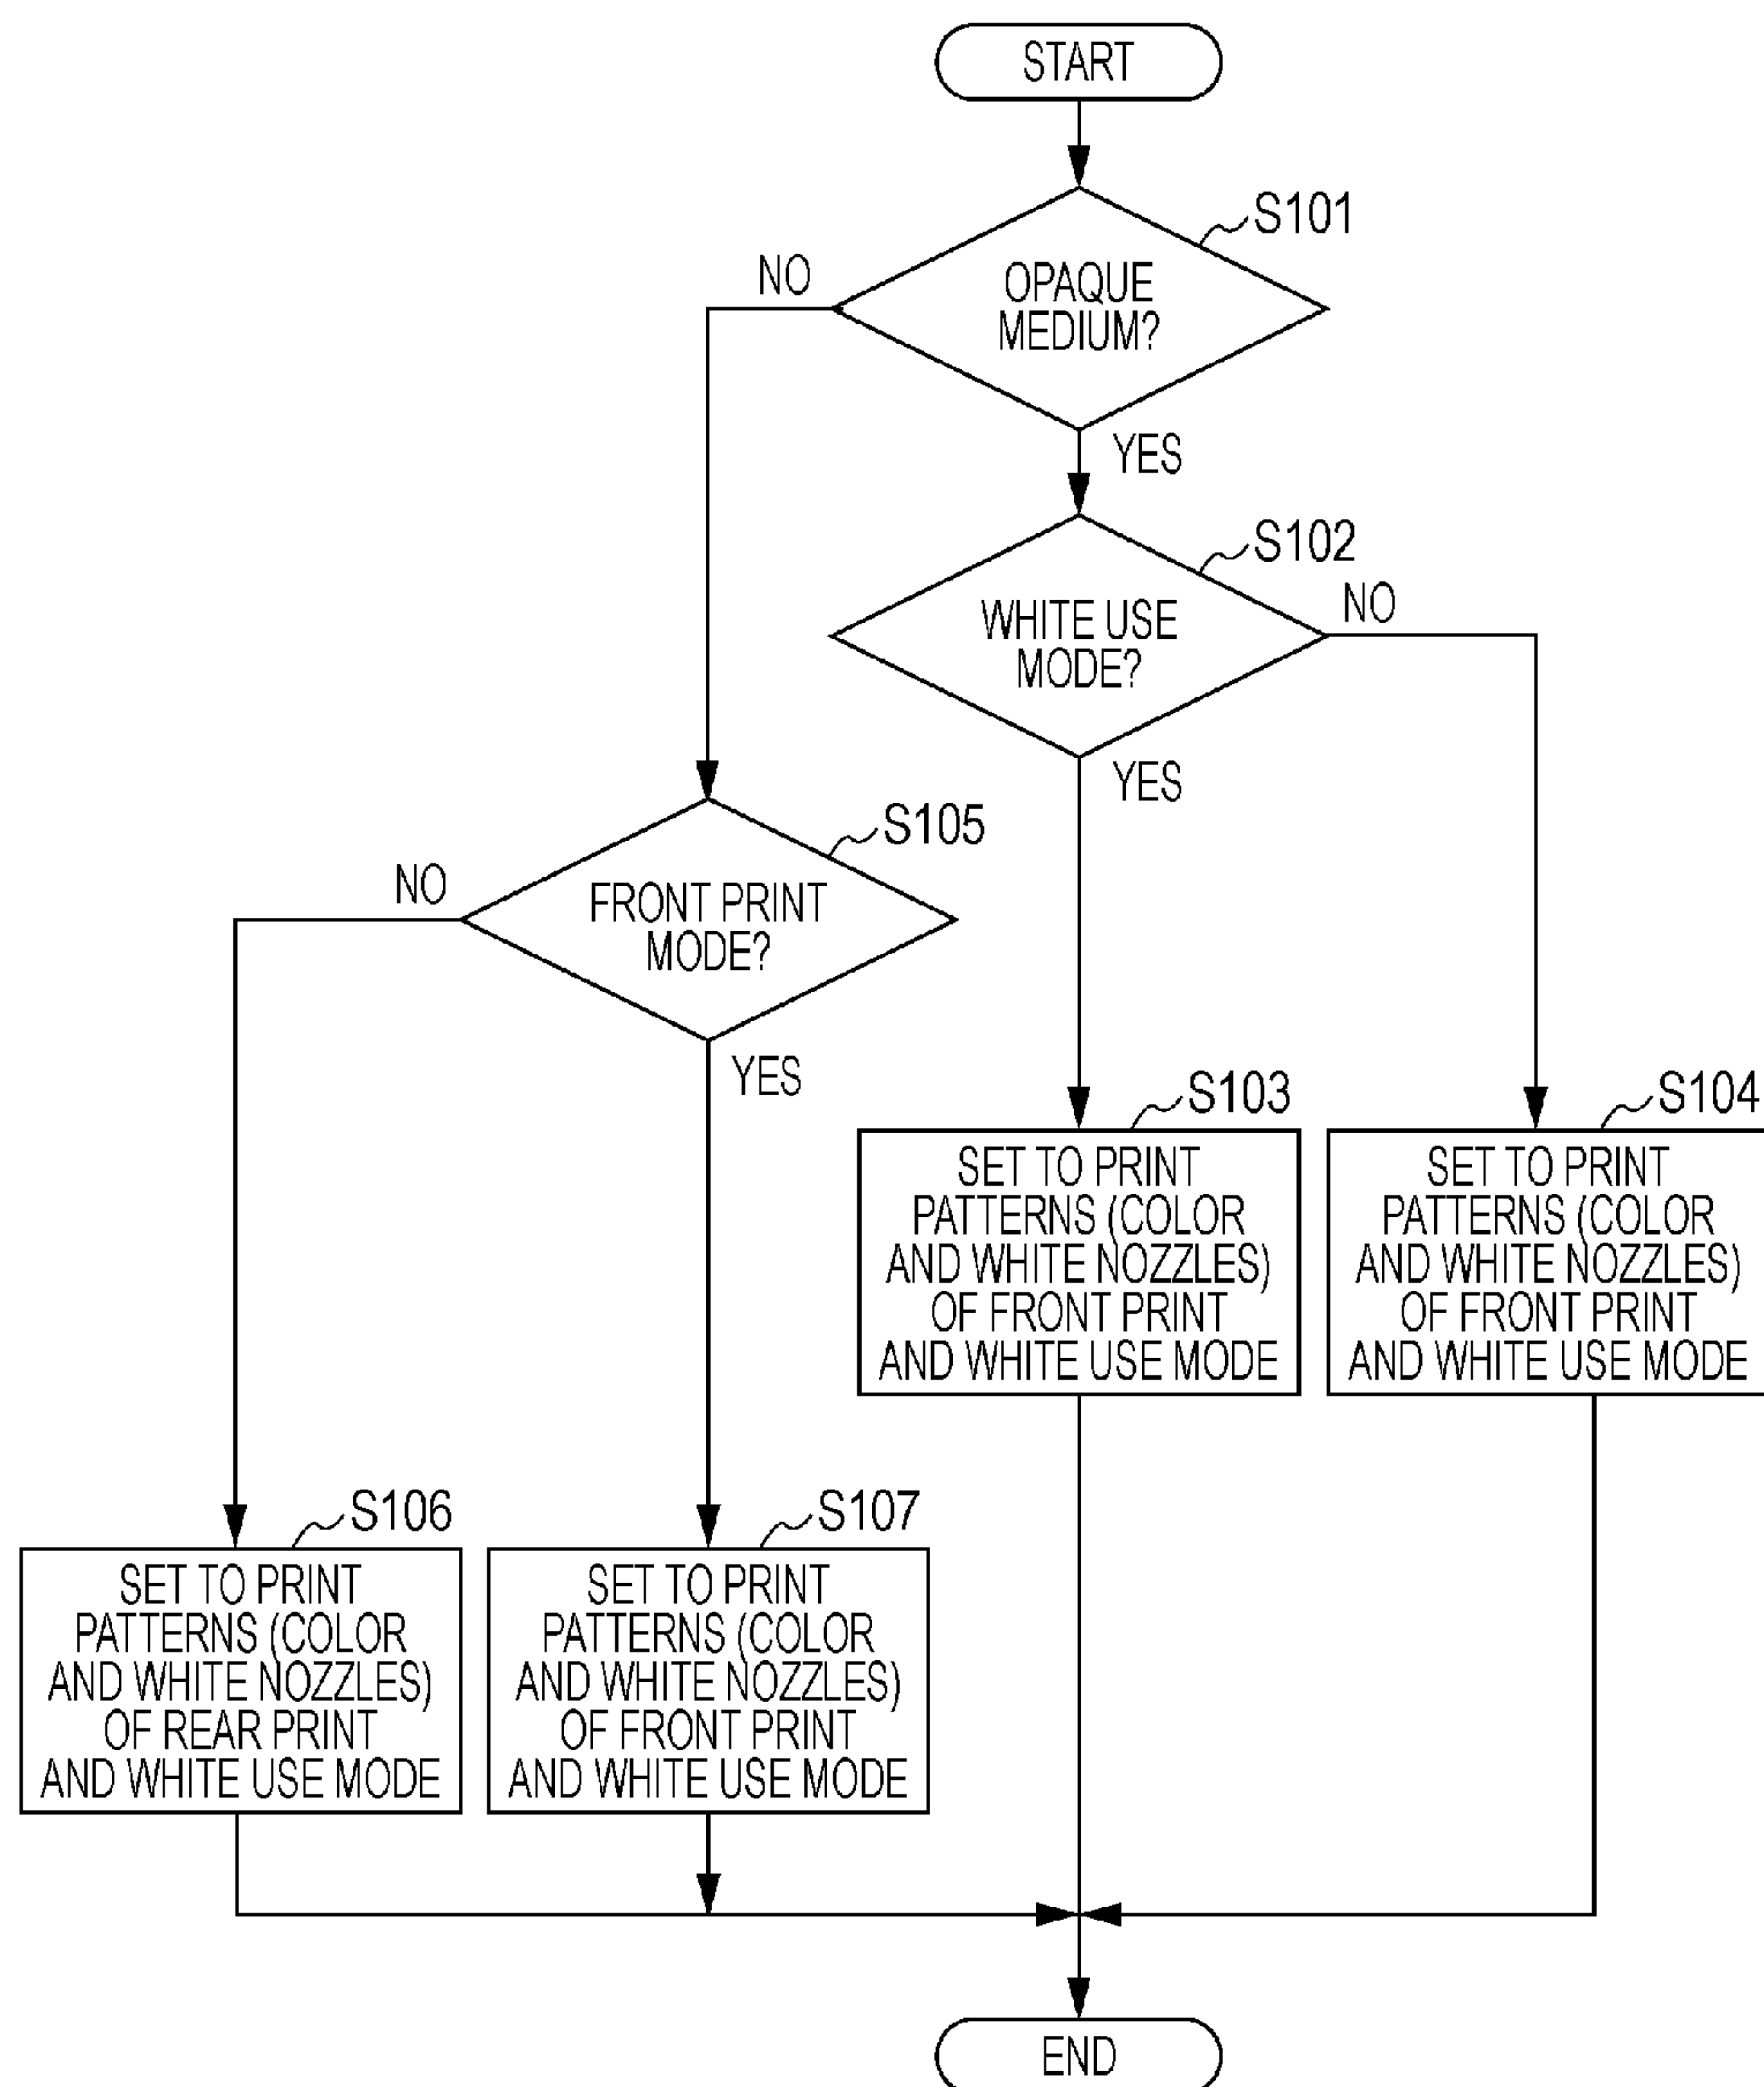 START
S101
NO
OPAQUE
MEDIUM?
YES
S102
NO
WHITE USE
MODE?
YES
S105
NO
FRONT PRINT
MODE?
YES
S103
SET TO PRINT
PATTERNS (COLOR
AND WHITE NOZZLES)
OF FRONT PRINT
AND WHITE USE MODE
S104
SET TO PRINT
PATTERNS (COLOR
AND WHITE NOZZLES)
OF FRONT PRINT
AND WHITE USE MODE
S106
SET TO PRINT
PATTERNS (COLOR
AND WHITE NOZZLES)
OF REAR PRINT
AND WHITE USE MODE
S107
SET TO PRINT
PATTERNS (COLOR
AND WHITE NOZZLES)
OF FRONT PRINT
AND WHITE USE MODE
END